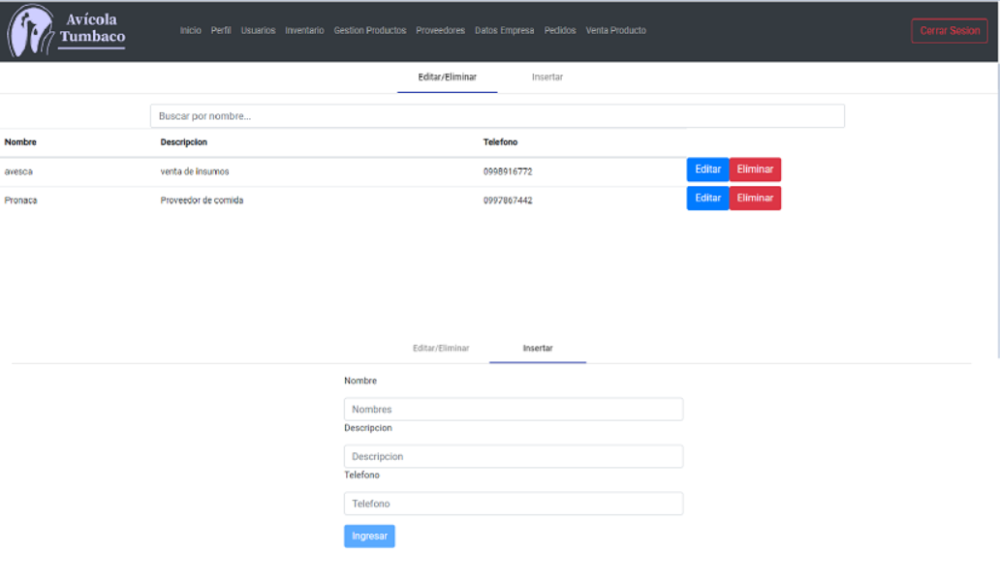 Avícola
Tumbaco
Inicio Perfil Usuarios Inventario Gestion Productos Proveedores Datos Empresa Pedidos Venta Producto
Cerrar Sesion
Editar/Eliminar Insertar
Buscar por nombre...
Nombre Descripcion Telefono
avesca venta de insumos 0998916772 Editar Eliminar
Pronaca Proveedor de comida 0997867442 Editar Eliminar
Editar/Eliminar Insertar
Nombre
Nombres
Descripcion
Descripcion
Telefono
Telefono
Ingresar